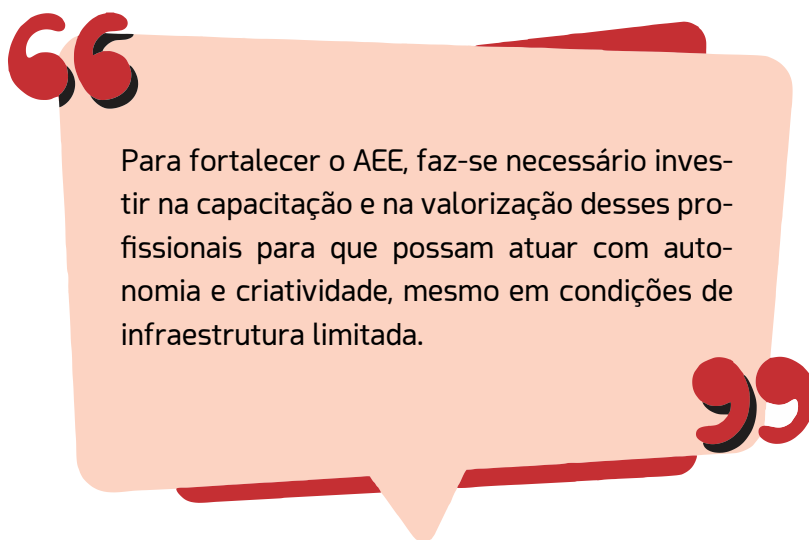 Para fortalecer o AEE, faz-se necessário inves-
tir na capacitação e na valorização desses pro-
fissionais para que possam atuar com auto-
nomia e criatividade, mesmo em condições de
infraestrutura limitada.